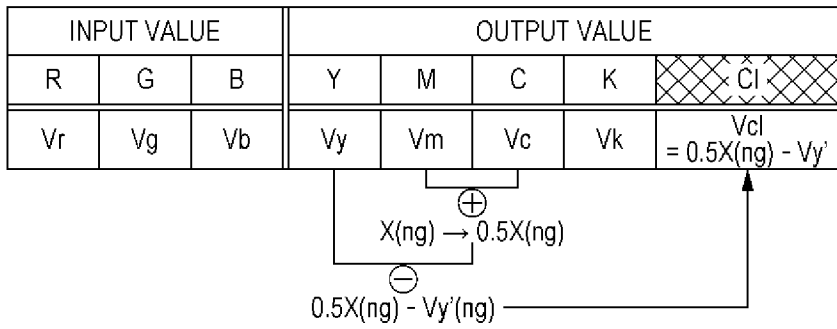 INPUT VALUE OUTPUT VALUE
R G B Y M C K Cl
Vr Vg Vb Vy Vm Vc Vk Vcl
= 0.5X(ng) - Vy'
+
X(ng) → 0.5X(ng)
−
0.5X(ng) - Vy'(ng)